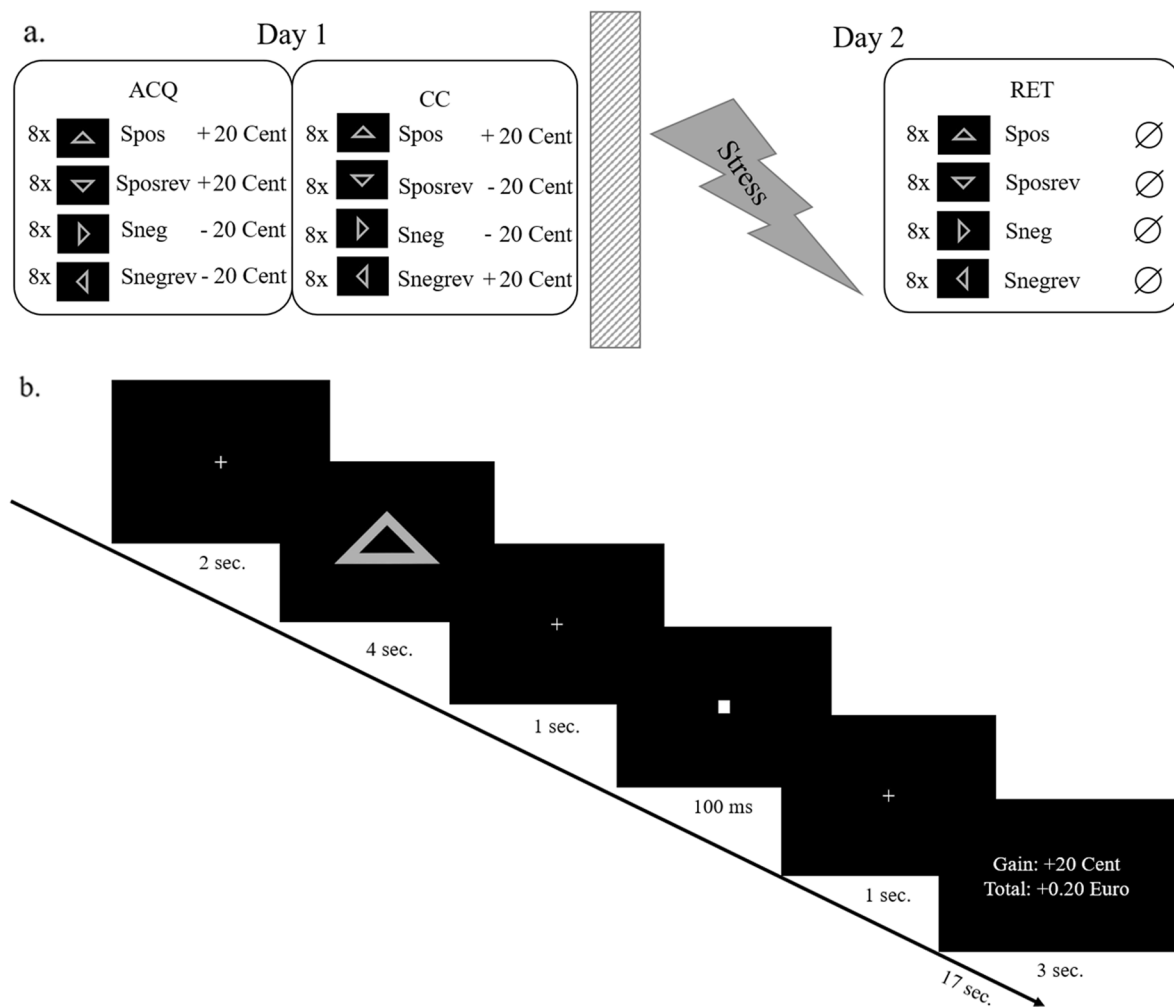 a.
Day 1
Day 2
ACQ
8x Spos + 20 Cent
8x Sposrev + 20 Cent
8x Sneg - 20 Cent
8x Snegrev - 20 Cent
CC
8x Spos + 20 Cent
8x Sposrev - 20 Cent
8x Sneg - 20 Cent
8x Snegrev + 20 Cent
Stress
RET
8x Spos ∅
8x Sposrev ∅
8x Sneg ∅
8x Snegrev ∅
b.
+
2 sec.
4 sec.
+
1 sec.
100 ms
+
1 sec.
Gain: +20 Cent
Total: +0.20 Euro
3 sec.
17 sec.